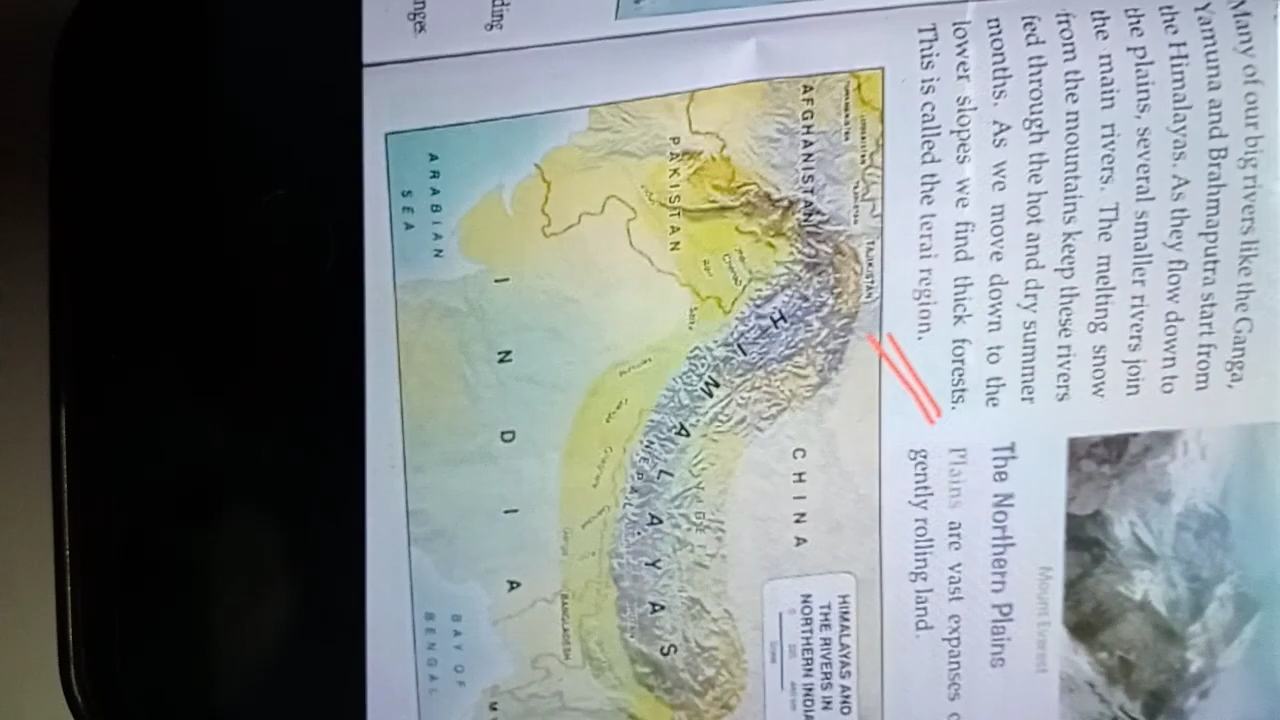 Many of our big rivers like the Ganga,
Yamuna and Brahmaputra start from
the Himalayas. As they flow down to
the plains, several smaller rivers join
the main rivers. The melting snow
from the mountains keep these rivers
fed through the hot and dry summer
months. As we move down to the
lower slopes we find thick forests.
This is called the terai region.
Mount Everest
The Northern Plains
Plains are vast expanses
gently rolling land.
HIMALAYAS AND
THE RIVERS IN
NORTHERN INDIA
TAJIKISTAN
AFGHANISTAN
PAKISTAN
CHINA
HIMALAYAS
NEPAL
INDIA
BANGLADESH
ARABIAN
SEA
BAY OF
BENGAL
ding
nges